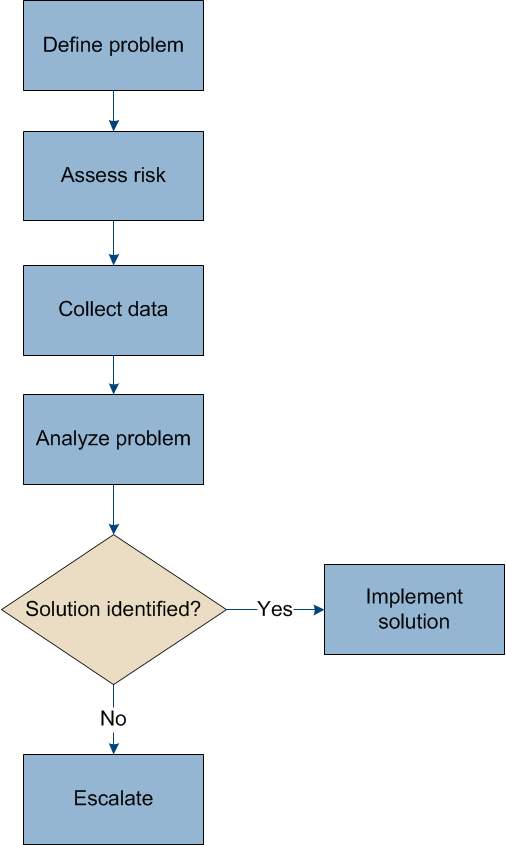 Define problem
Assess risk
Collect data
Analyze problem
Solution identified?
Yes
Implement
solution
No
Escalate